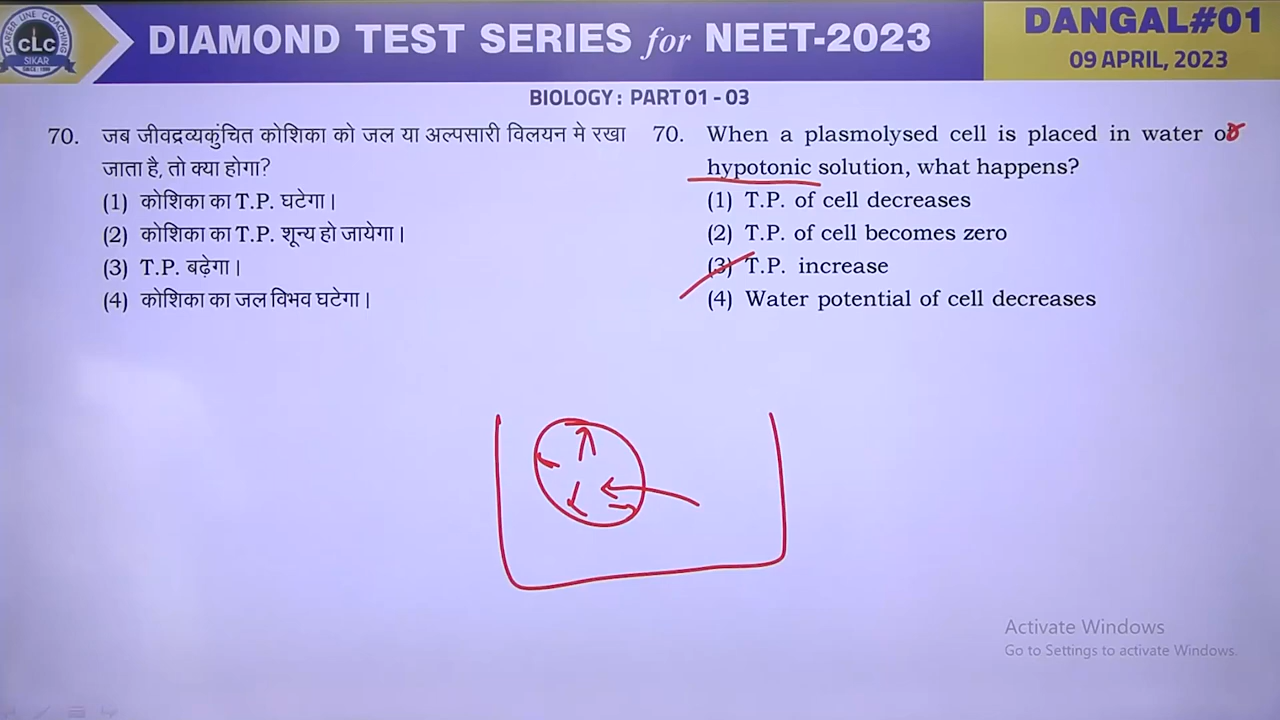 CAREER LINE COACHING
CLC
SIKAR
DIAMOND TEST SERIES for NEET-2023
DANGAL#01
09 APRIL, 2023
BIOLOGY : PART 01 - 03
70. जब जीवद्रव्यकुंचित कोशिका को जल या अल्पसारी विलयन मे रखा
जाता है, तो क्या होगा?
(1) कोशिका का T.P. घटेगा।
(2) कोशिका का T.P. शून्य हो जायेगा।
(3) T.P. बढ़ेगा।
(4) कोशिका का जल विभव घटेगा।
70. When a plasmolysed cell is placed in water or
hypotonic solution, what happens?
(1) T.P. of cell decreases
(2) T.P. of cell becomes zero
(3) T.P. increase
(4) Water potential of cell decreases
Activate Windows
Go to Settings to activate Windows.